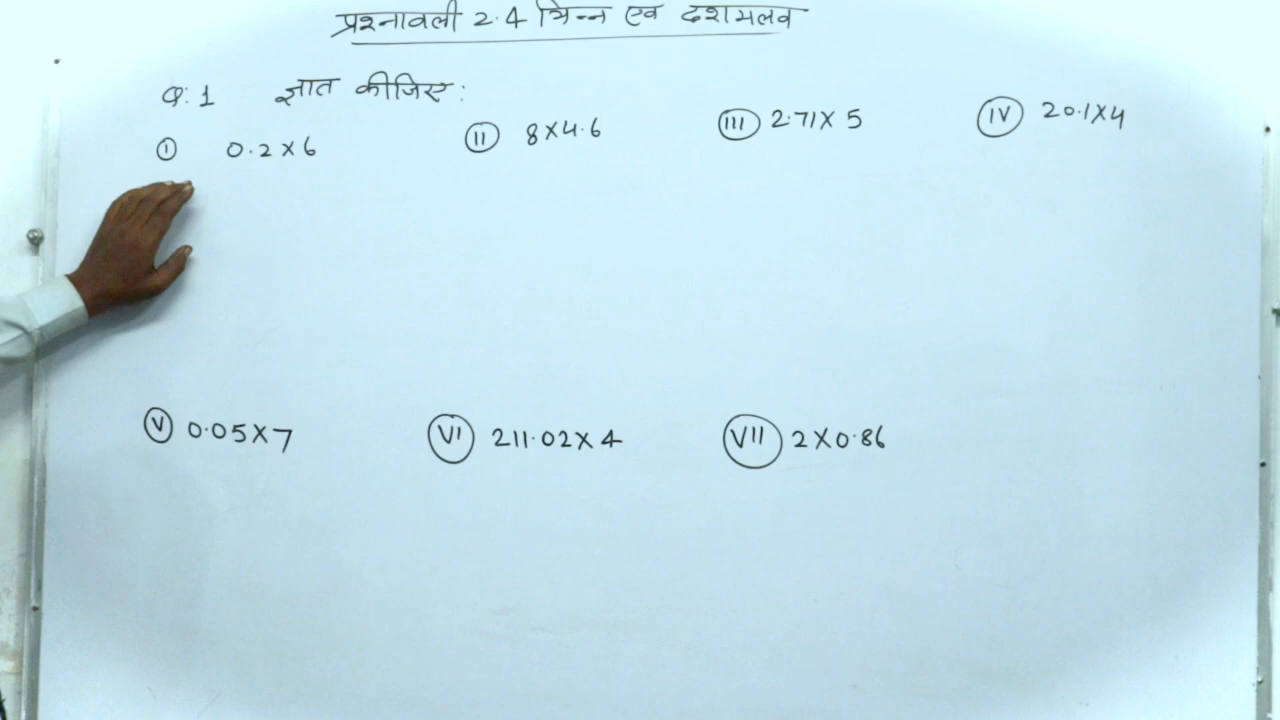 प्रश्नावली 2.4 भिन्न एव दशमलव
Q.1 ज्ञात कीजिए:
(I) 0.2×6 (II) 8×4.6 (III) 2.71×5 (IV) 20.1×4
(V) 0.05×7 (VI) 211.02×4 (VII) 2×0.86